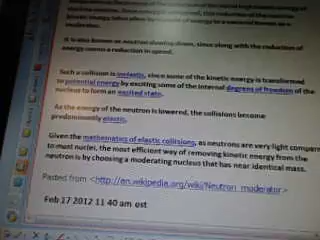 kinetic energy
It is also known as neutron slowing down, since along with the reduction of
energy comes a reduction in speed.
Such a collision is inelastic, since some of the kinetic energy is transformed
to potential energy by exciting some of the internal degrees of freedom of the
nucleus to form an excited state.
As the energy of the neutron is lowered, the collisions become
predominantly elastic.
Given the mathematics of elastic collisions, as neutrons are very light compare
to most nuclei, the most efficient way of removing kinetic energy from the
neutron is by choosing a moderating nucleus that has near identical mass.
Pasted from <http://en.wikipedia.org/wiki/Neutron_moderator>
Feb 17 2012 11 40 am est